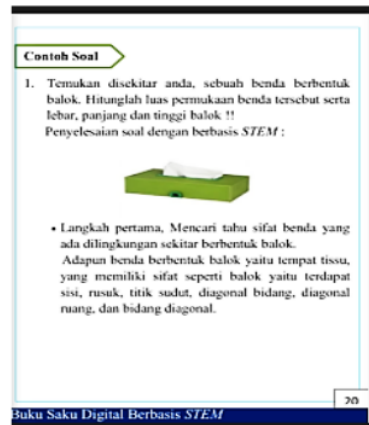 Contoh Soal
1. Temukan disekitar anda, sebuah benda berbentuk
balok. Hitunglah luas permukaan benda tersebut serta
lebar, panjang dan tinggi balok !!
Penyelesaian soal dengan berbasis STEM :
• Langkah pertama, Mencari tahu sifat benda yang
ada dilingkungan sekitar berbentuk balok.
Adapun benda berbentuk balok yaitu tempat tissu,
yang memiliki sifat seperti balok yaitu terdapat
sisi, rusuk, titik sudut, diagonal bidang, diagonal
ruang, dan bidang diagonal.
20
Buku Saku Digital Berbasis STEM